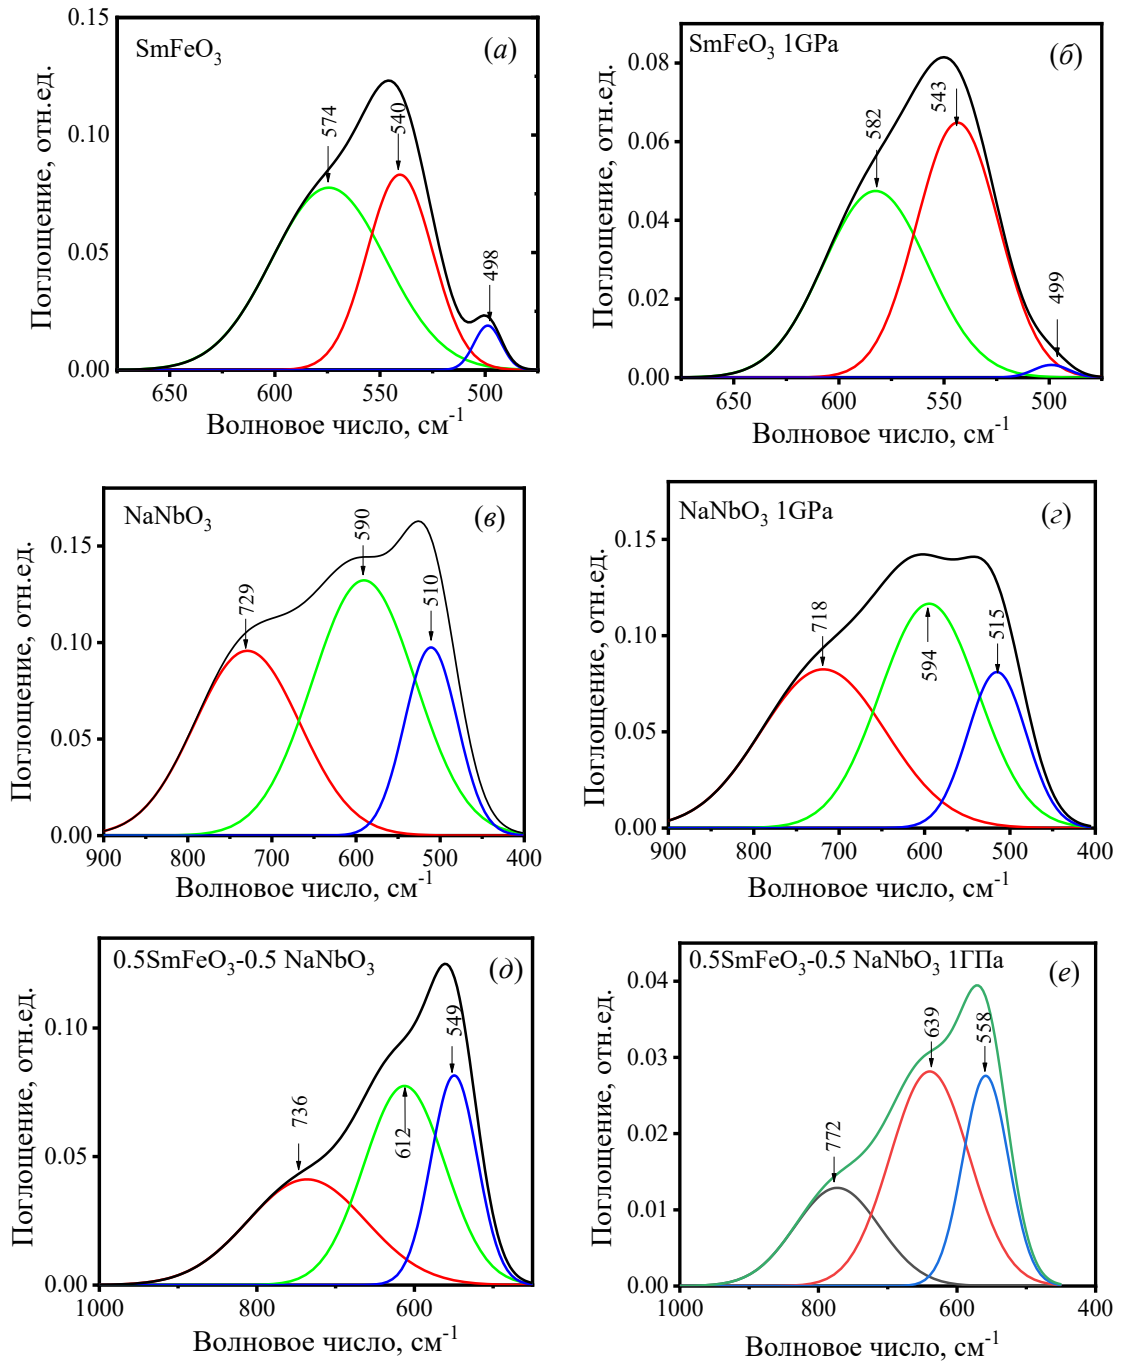 SmFeO₃ (а)
574
540
498
0.15
0.10
0.05
0.00
650 600 550 500
Поглощение, отн.ед.
Волновое число, см⁻¹
SmFeO₃ 1GPa (б)
582
543
499
0.08
0.06
0.04
0.02
0.00
650 600 550 500
Поглощение, отн.ед.
Волновое число, см⁻¹
NaNbO₃ (в)
729
590
510
0.15
0.10
0.05
0.00
900 800 700 600 500 400
Поглощение, отн.ед.
Волновое число, см⁻¹
NaNbO₃ 1GPa (г)
718
594
515
0.15
0.10
0.05
0.00
900 800 700 600 500 400
Поглощение, отн.ед.
Волновое число, см⁻¹
0.5SmFeO₃-0.5 NaNbO₃ (д)
736
612
549
0.10
0.05
0.00
1000 800 600
Поглощение, отн.ед.
Волновое число, см⁻¹
0.5SmFeO₃-0.5 NaNbO₃ 1ГПа (е)
772
639
558
0.04
0.03
0.02
0.01
0.00
1000 800 600 400
Поглощение, отн.ед.
Волновое число, см⁻¹